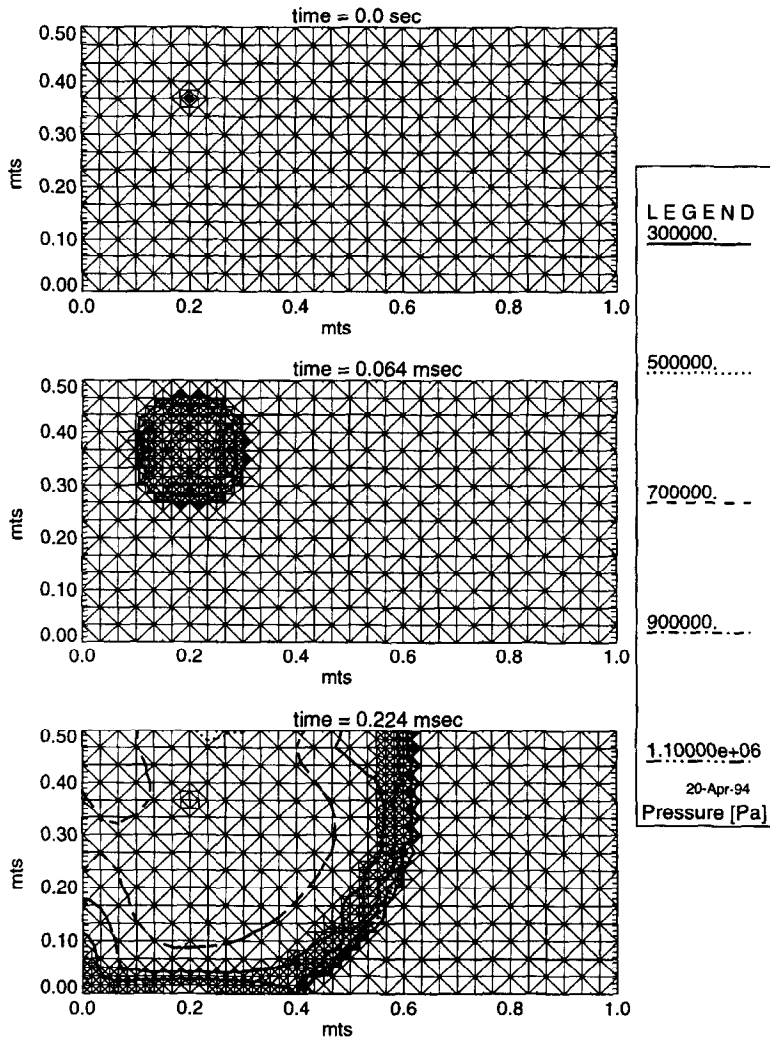 time = 0.0 sec
0.50
0.40
0.30
0.20
0.10
0.00
mts
0.0 0.2 0.4 0.6 0.8 1.0
mts
time = 0.064 msec
0.50
0.40
0.30
0.20
0.10
0.00
mts
0.0 0.2 0.4 0.6 0.8 1.0
mts
time = 0.224 msec
0.50
0.40
0.30
0.20
0.10
0.00
mts
0.0 0.2 0.4 0.6 0.8 1.0
mts
LEGEND
300000.
500000.
700000.
900000.
1.10000e+06
20-Apr-94
Pressure [Pa]